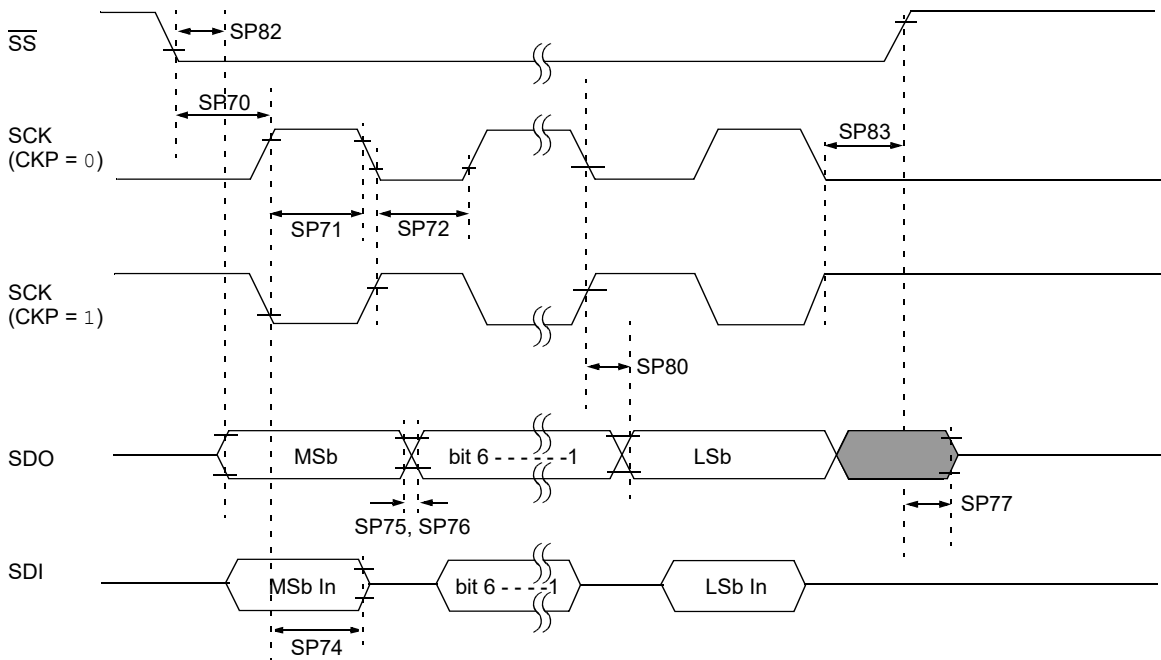 SS
SP82
SP70
SCK
(CKP = 0)
SP83
SP71
SP72
SCK
(CKP = 1)
SP80
SDO
MSb
bit 6 - - - - - - -1
LSb
SP77
SP75, SP76
SDI
MSb In
bit 6 - - - -1
LSb In
SP74